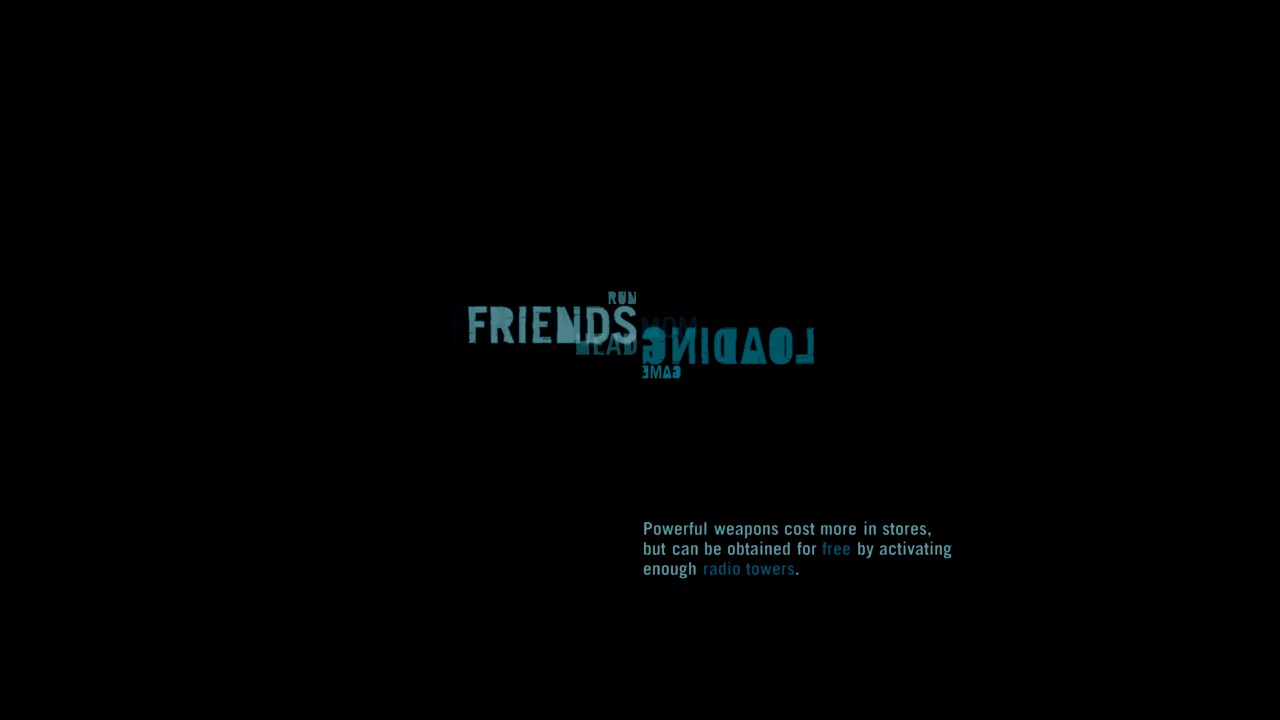 RUN
FRIENDS
MOM
LOADING
GAME
Powerful weapons cost more in stores,
but can be obtained for free by activating
enough radio towers.